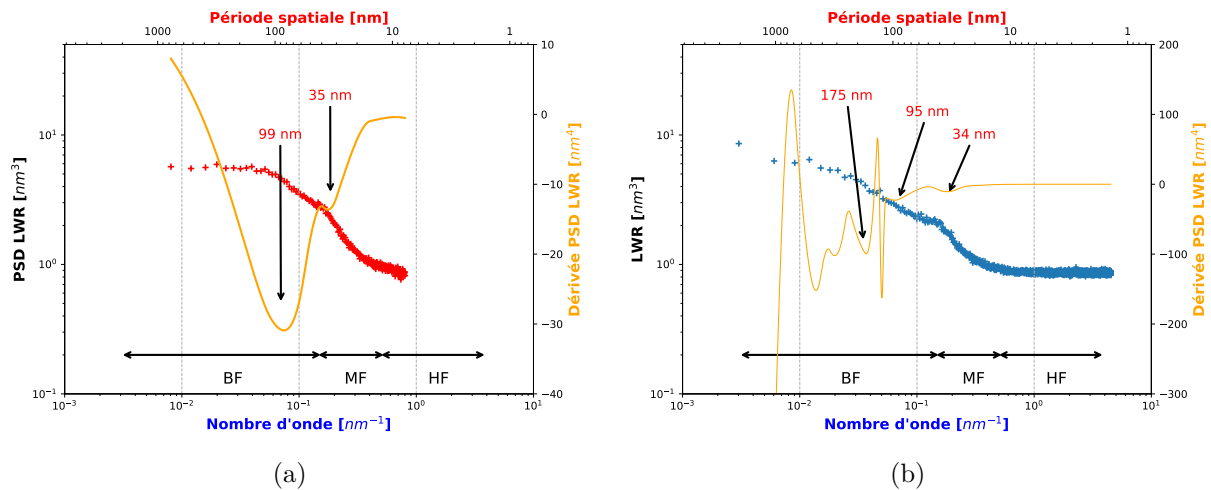 Période spatiale [nm]
1000 100 10 1
PSD LWR [nm³]
10¹
10⁰
10⁻¹
35 nm
99 nm
BF MF HF
10
0
−10
−20
−30
−40
Dérivée PSD LWR [nm⁴]
10⁻³ 10⁻² 10⁻¹ 10⁰ 10¹
Nombre d'onde [nm⁻¹]
(a)
Période spatiale [nm]
1000 100 10 1
LWR [nm³]
10¹
10⁰
10⁻¹
175 nm
95 nm
34 nm
BF MF HF
200
100
0
−100
−200
−300
Dérivée PSD LWR [nm⁴]
10⁻³ 10⁻² 10⁻¹ 10⁰ 10¹
Nombre d'onde [nm⁻¹]
(b)